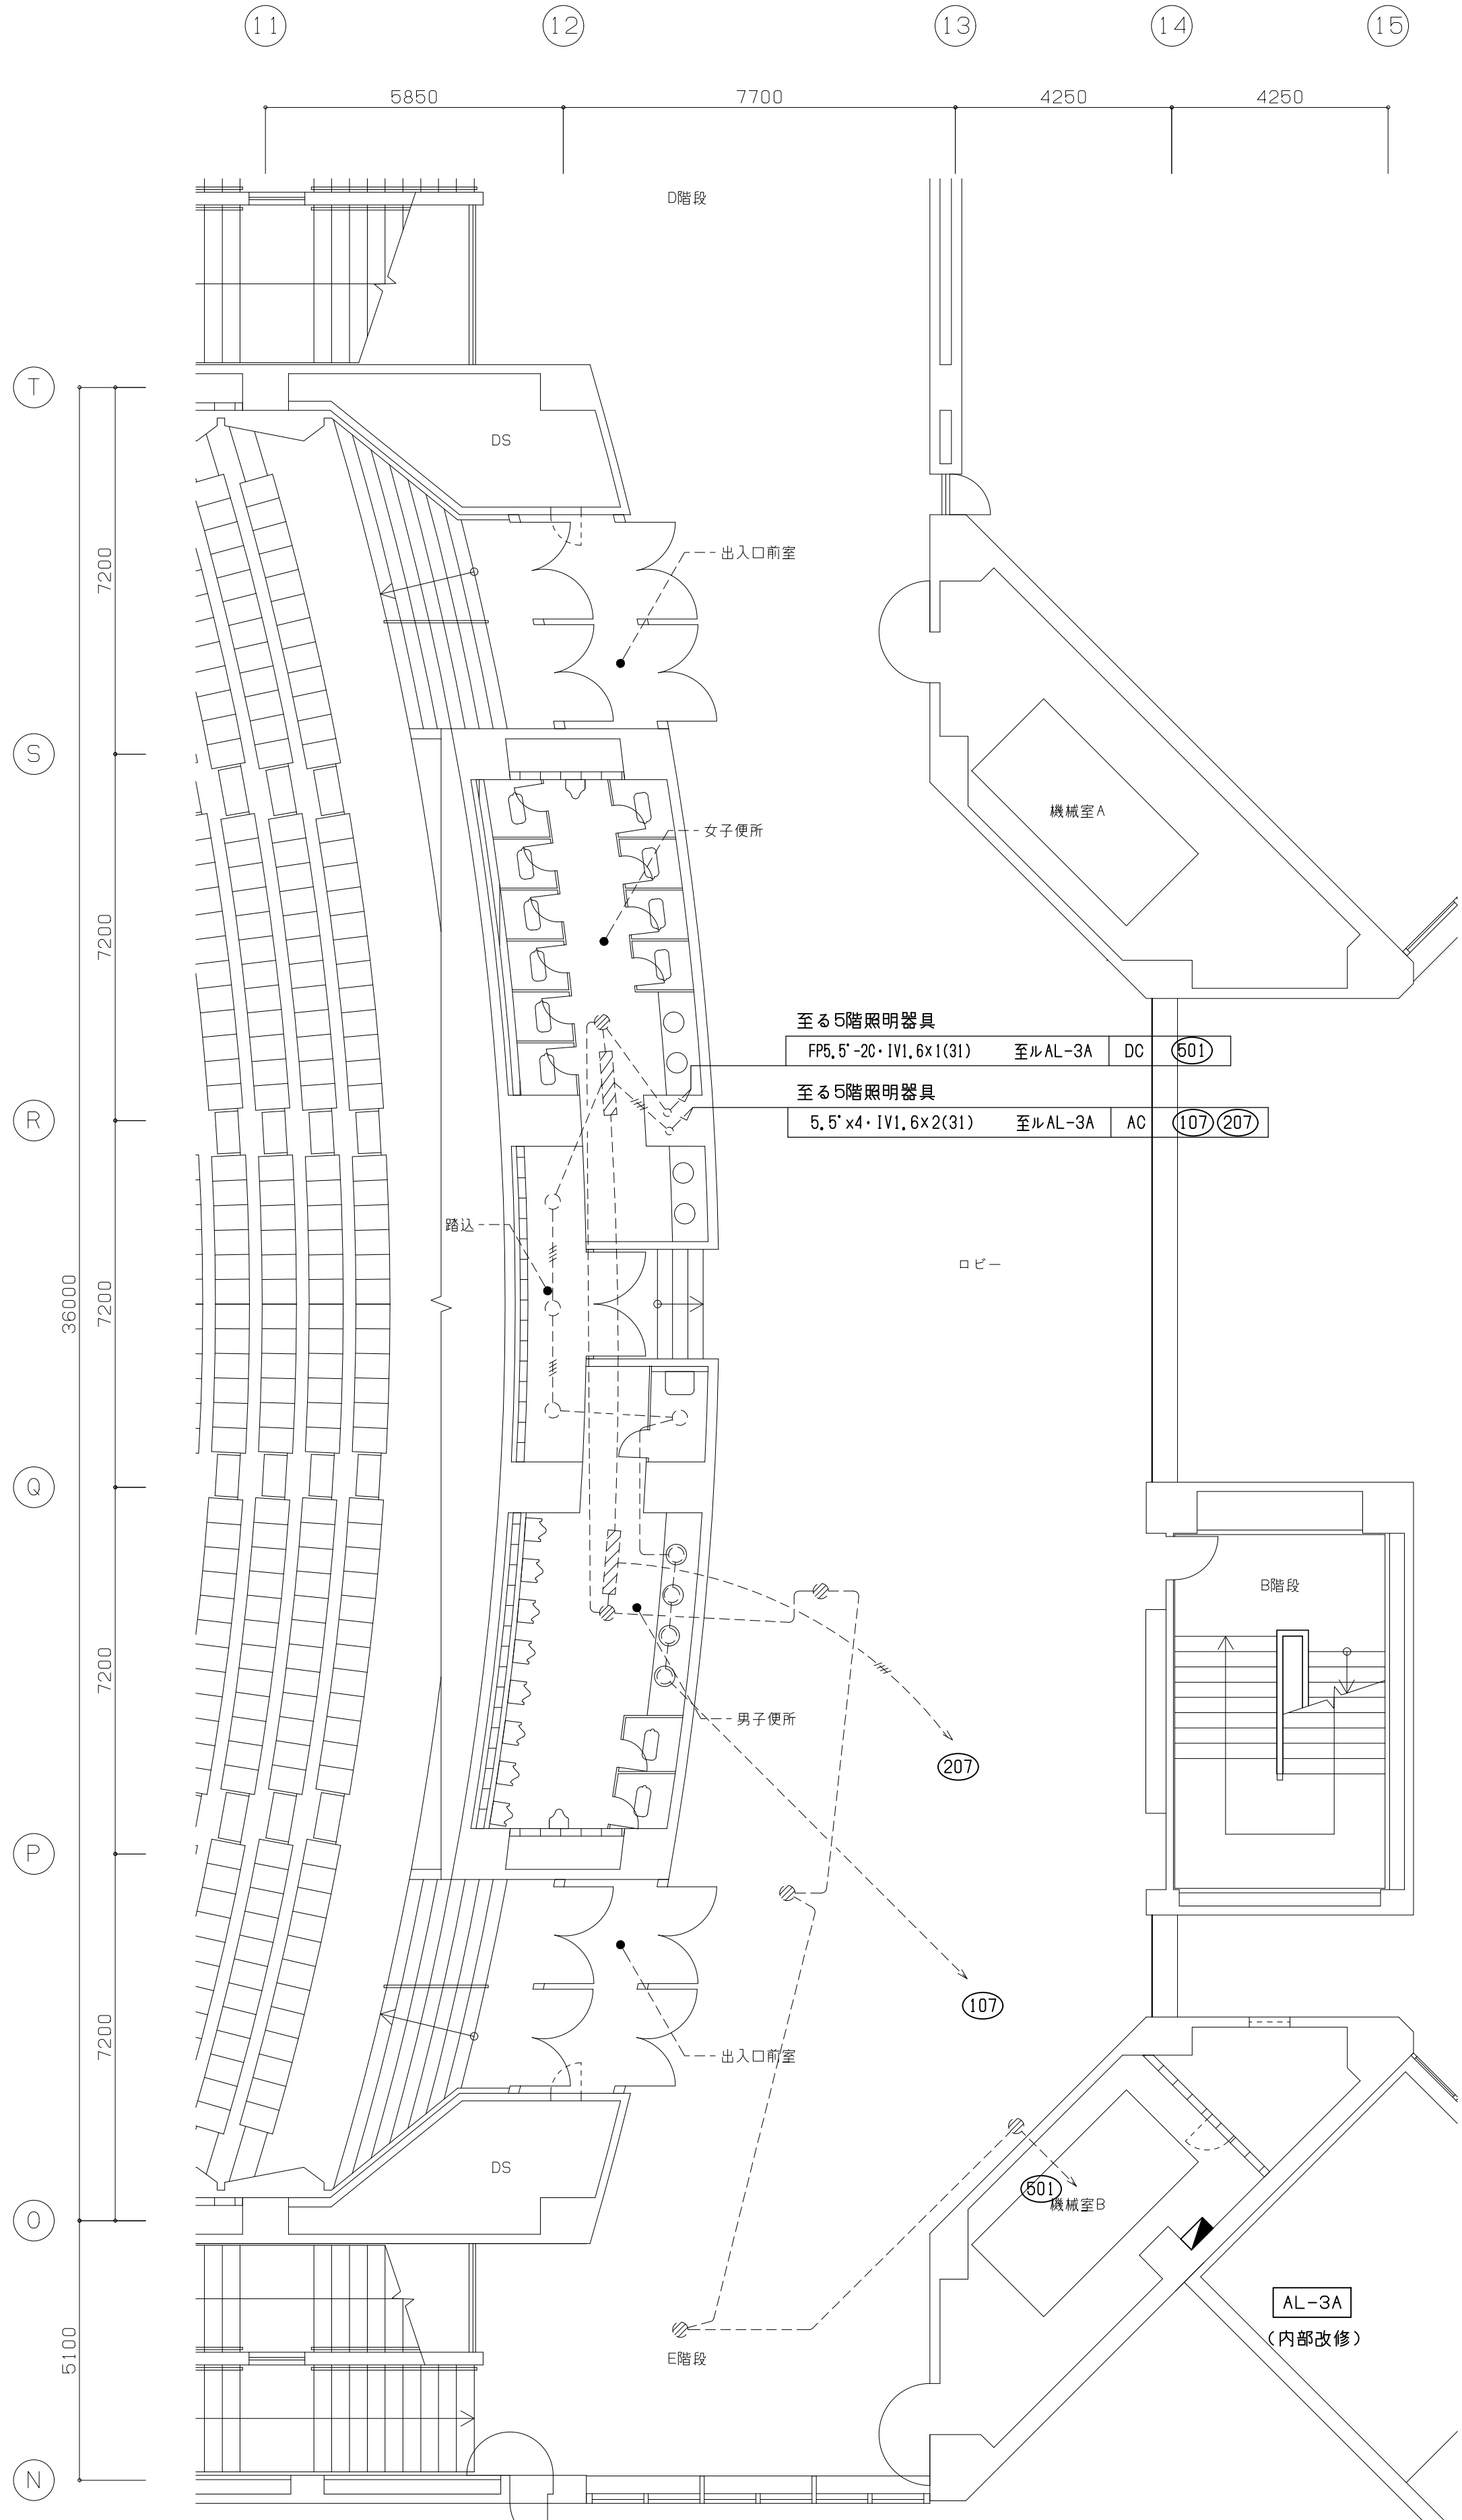 11 12 13 14 15
5850 7700 4250 4250
D階段
T
DS
出入口前室
7200
S
機械室A
女子便所
7200
至る5階照明器具
FP5.5°-2C・IV1.6×1(31) 至ルAL-3A DC 501
至る5階照明器具
R
5.5°x4・IV1.6×2(31) 至ルAL-3A AC 107 207
踏込
ロビー
36000
7200
Q
B階段
7200
男子便所
207
P
107
7200
出入口前室
DS
501
機械室B
O
AL-3A
(内部改修)
5100
E階段
N